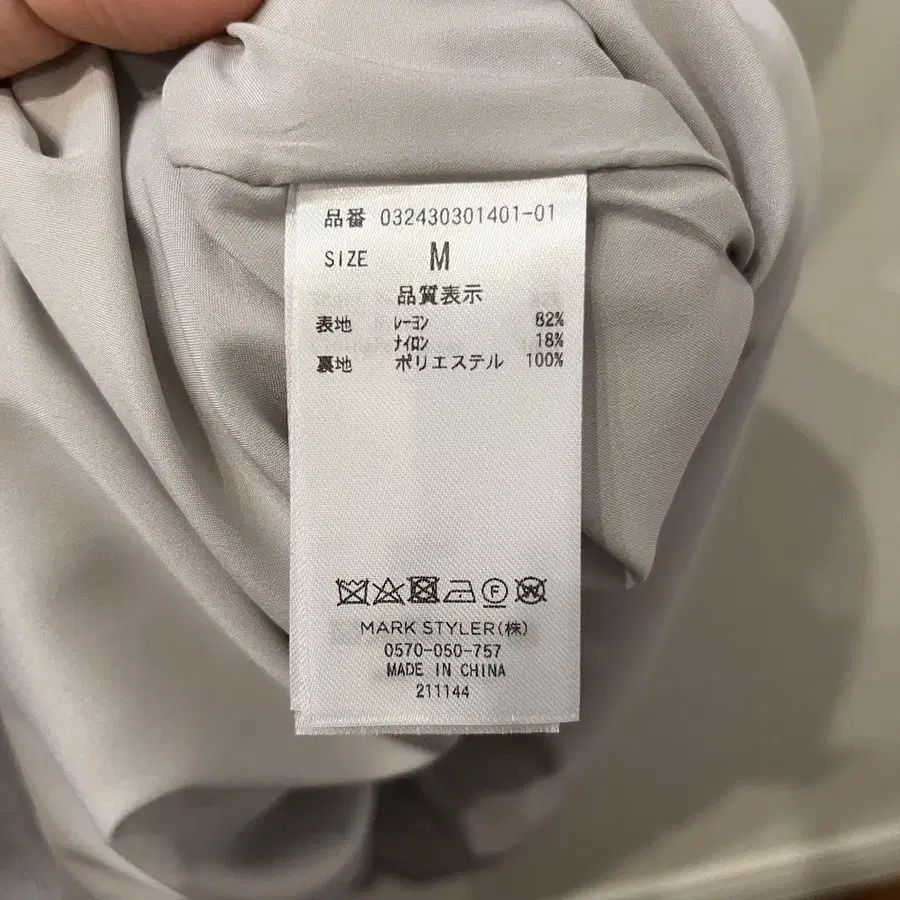 品番 032430301401-01
SIZE M
品質表示
表地 レーヨン 82%
ナイロン 18%
裏地 ポリエステル 100%
F W
MARK STYLER(株)
0570-050-757
MADE IN CHINA
211144